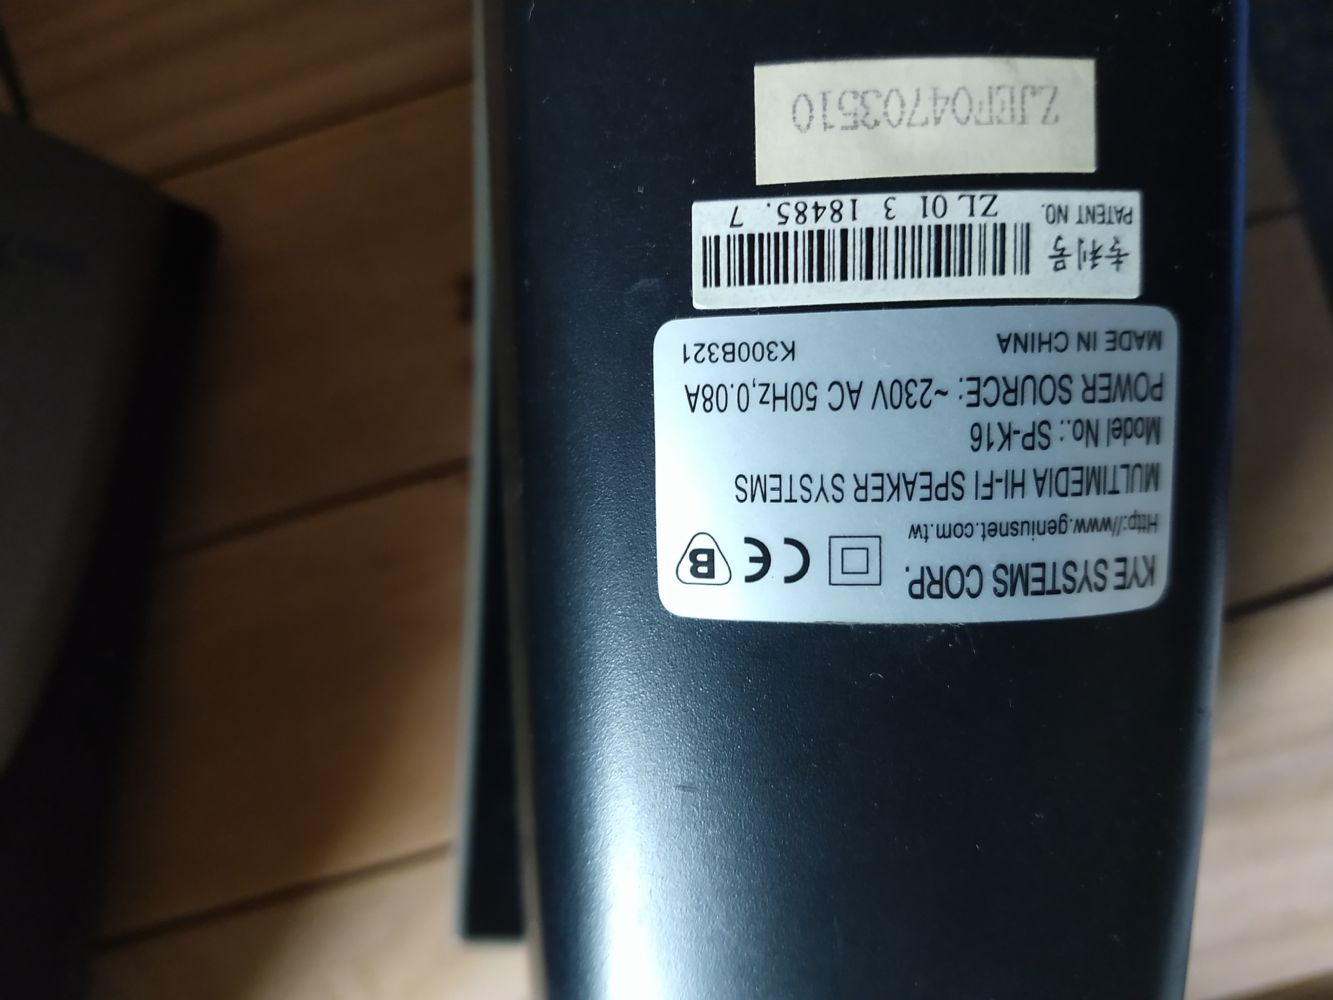 KYE SYSTEMS CORP.
Http://www.geniusnet.com.tw
B
MULTIMEDIA HI-FI SPEAKER SYSTEMS
Model No.: SP-K16
POWER SOURCE: ~230V AC 50Hz,0.08A
MADE IN CHINA K300B321
专利号
PATENT NO. ZL 01 3 18485. 7
ZJEF04703510